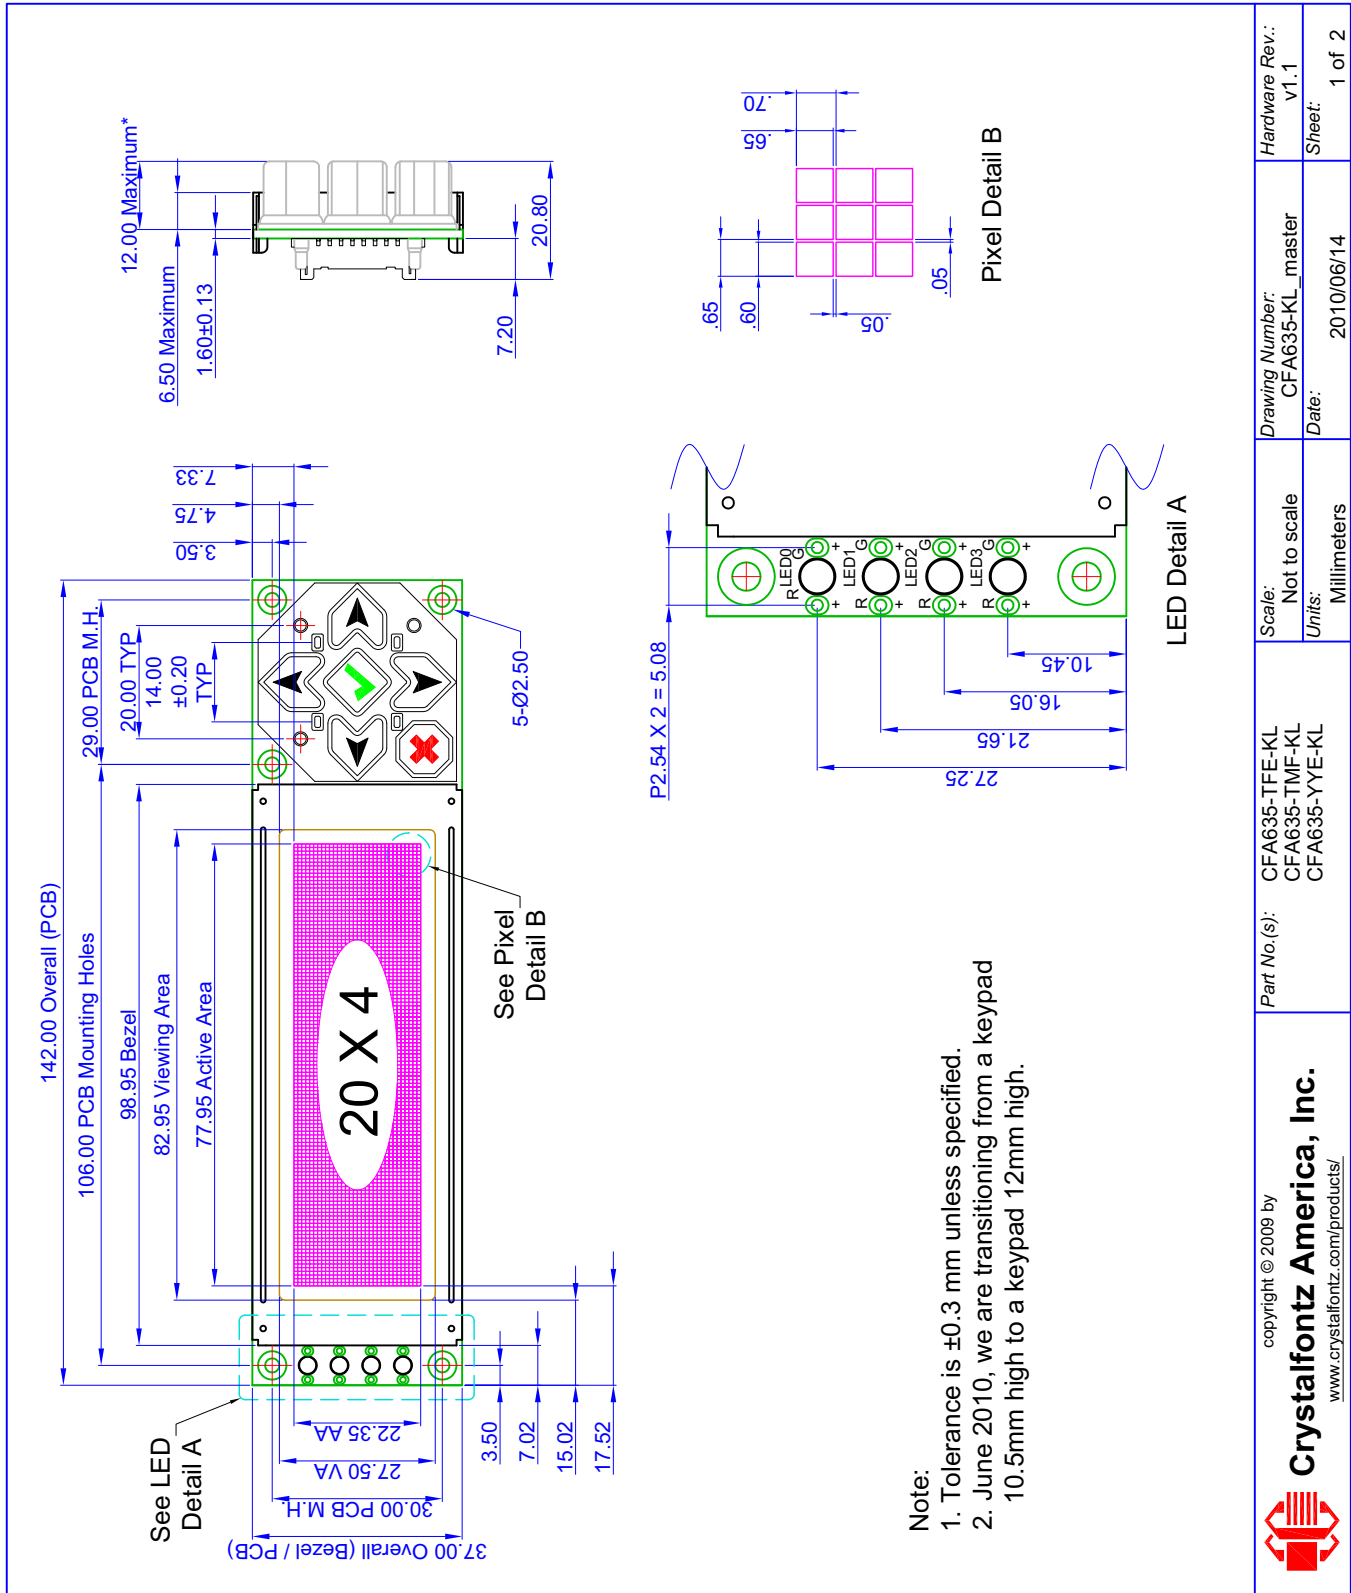 142.00 Overall (PCB)
106.00 PCB Mounting Holes
29.00 PCB M.H.
98.95 Bezel
20.00 TYP
82.95 Viewing Area
14.00
±0.20
TYP
77.95 Active Area
3.50
4.75
7.33
See LED
Detail A
37.00 Overall (Bezel / PCB)
30.00 PCB M.H.
27.50 VA
22.35 AA
20 X 4
3.50
7.02
15.02
17.52
See Pixel
Detail B
5-Ø2.50
12.00 Maximum*
6.50 Maximum
1.60±0.13
7.20
20.80
P2.54 X 2 = 5.08
R
LED0
G
+
+
R
LED1
G
+
+
R
LED2
G
+
+
R
LED3
G
+
+
10.45
16.05
21.65
27.25
LED Detail A
.65
.60
.05
.05
.65
.70
Pixel Detail B
Note:
1. Tolerance is ±0.3 mm unless specified.
2. June 2010, we are transitioning from a keypad
10.5mm high to a keypad 12mm high.
copyright © 2009 by
Crystalfontz America, Inc.
www.crystalfontz.com/products/
Part No.(s):
CFA635-TFE-KL
CFA635-TMF-KL
CFA635-YYE-KL
Scale:
Not to scale
Units:
Millimeters
Drawing Number:
CFA635-KL_master
Date:
2010/06/14
Hardware Rev.:
v1.1
Sheet:
1 of 2